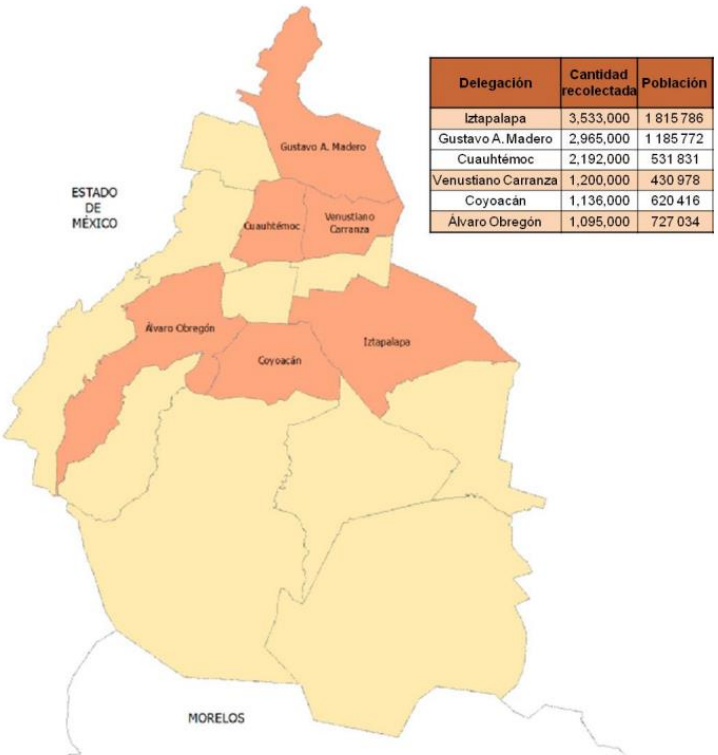 Delegación Cantidad recolectada Población
Iztapalapa 3,533,000 1 815 786
Gustavo A. Madero 2,965,000 1 185 772
Cuauhtémoc 2,192,000 531 831
Venustiano Carranza 1,200,000 430 978
Coyoacán 1,136,000 620 416
Álvaro Obregón 1,095,000 727 034
Gustavo A. Madero
ESTADO
DE
MÉXICO
Cuauhtémoc
Venustiano
Carranza
Álvaro Obregón
Iztapalapa
Coyoacán
MORELOS